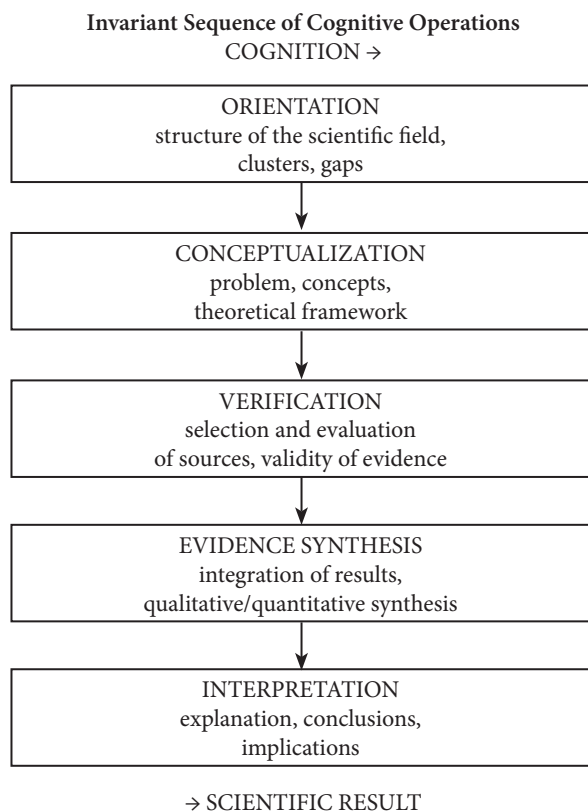 Invariant Sequence of Cognitive Operations
COGNITION →
ORIENTATION
structure of the scientific field,
clusters, gaps
CONCEPTUALIZATION
problem, concepts,
theoretical framework
VERIFICATION
selection and evaluation
of sources, validity of evidence
EVIDENCE SYNTHESIS
integration of results,
qualitative/quantitative synthesis
INTERPRETATION
explanation, conclusions,
implications
→ SCIENTIFIC RESULT